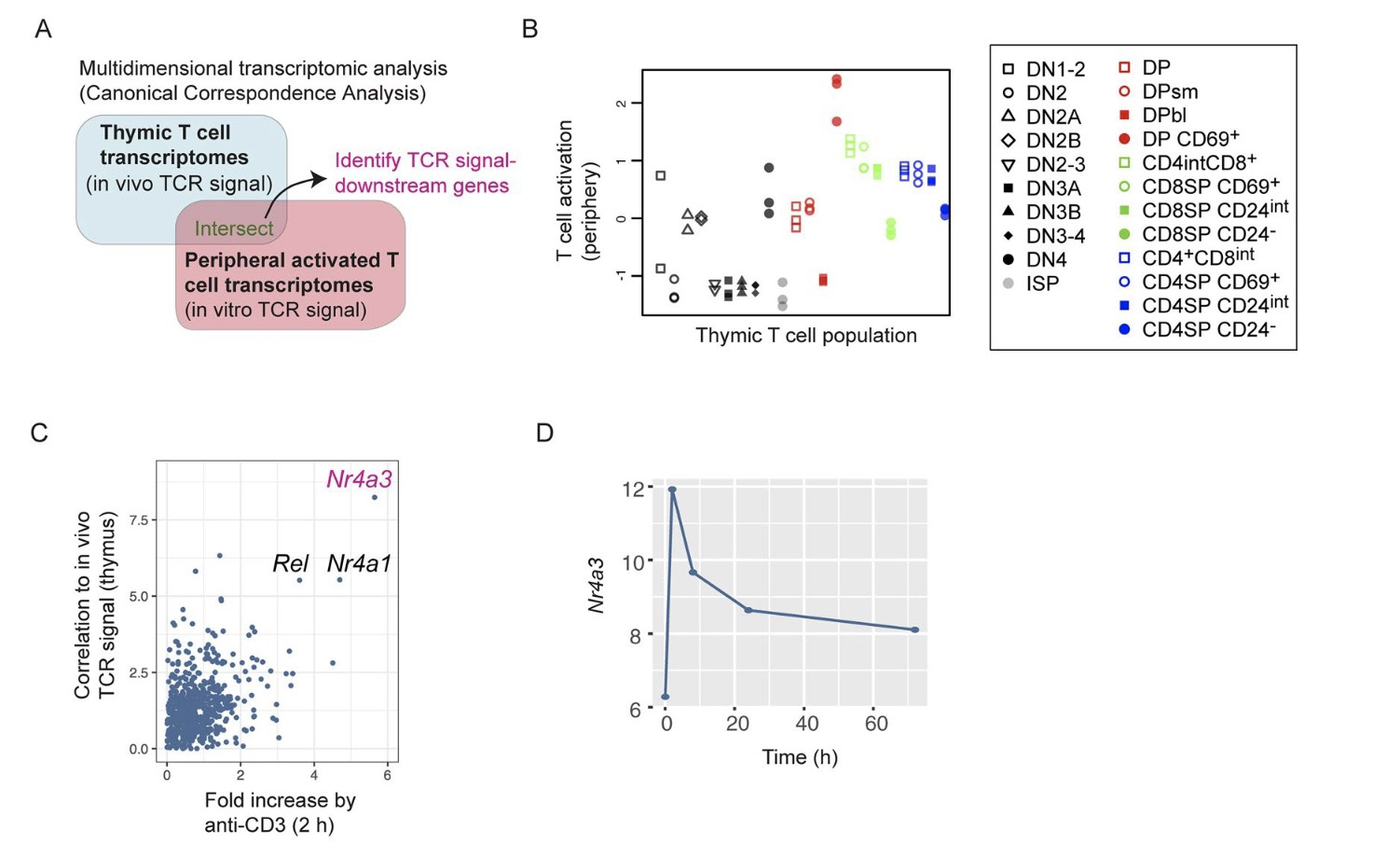 A
Multidimensional transcriptomic analysis
(Canonical Correspondence Analysis)
Thymic T cell
transcriptomes
(in vivo TCR signal)
Identify TCR signal-
downstream genes
Intersect
Peripheral activated T
cell transcriptomes
(in vitro TCR signal)
B
T cell activation
(periphery)
2
1
0
-1
Thymic T cell population
DN1-2
DN2
DN2A
DN2B
DN2-3
DN3A
DN3B
DN3-4
DN4
ISP
DP
DPsm
DPbl
DP CD69+
CD4intCD8+
CD8SP CD69+
CD8SP CD24int
CD8SP CD24-
CD4+CD8int
CD4SP CD69+
CD4SP CD24int
CD4SP CD24-
C
Correlation to in vivo
TCR signal (thymus)
7.5
5.0
2.5
0.0
Nr4a3
Rel Nr4a1
0 2 4 6
Fold increase by
anti-CD3 (2 h)
D
Nr4a3
12
10
8
6
0 20 40 60
Time (h)